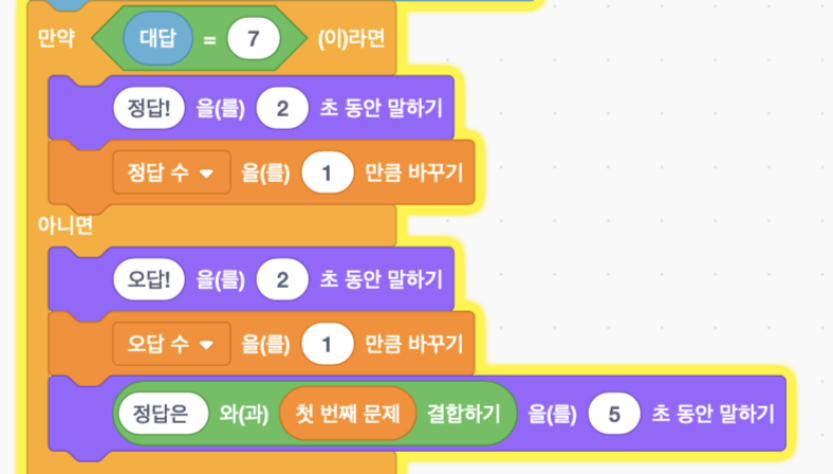 만약 대답 = 7 (이)라면
정답! 을(를) 2 초 동안 말하기
정답 수 을(를) 1 만큼 바꾸기
아니면
오답! 을(를) 2 초 동안 말하기
오답 수 을(를) 1 만큼 바꾸기
정답은 와(과) 첫 번째 문제 결합하기 을(를) 5 초 동안 말하기